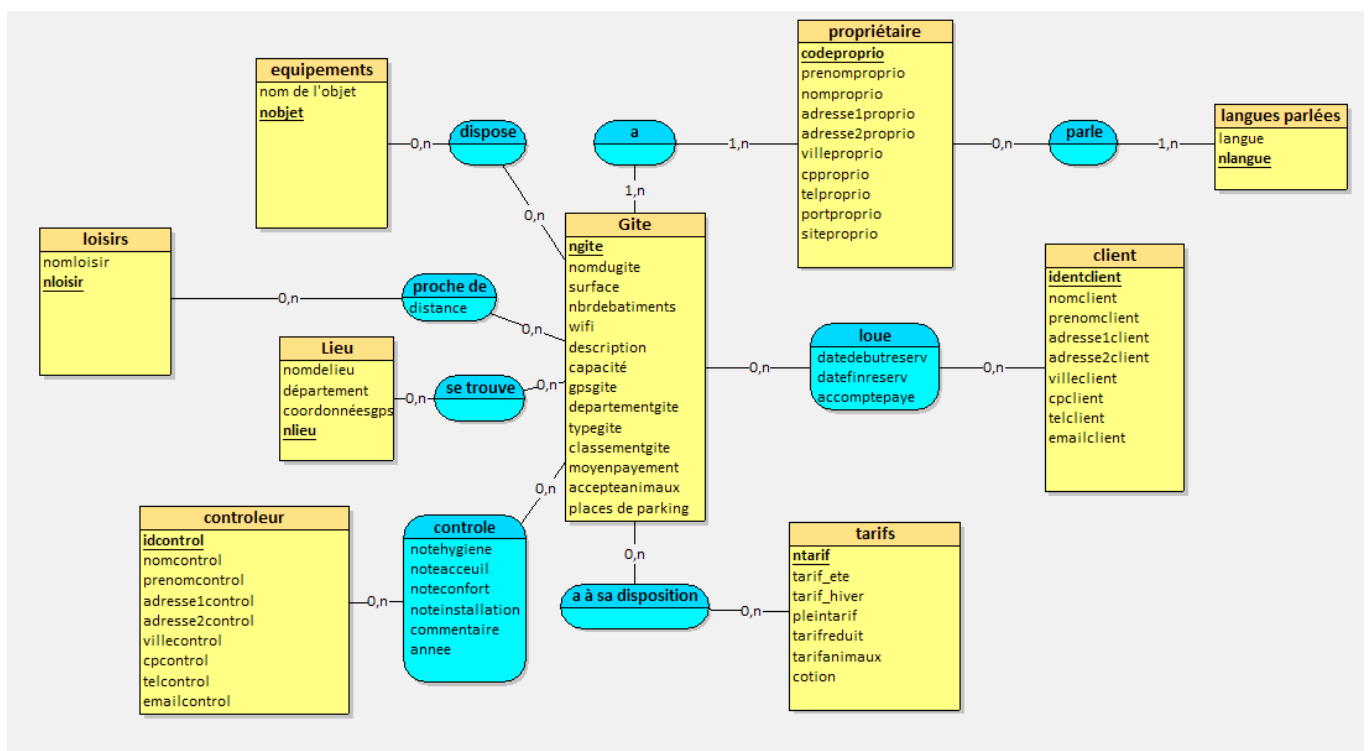 propriétaire
codeproprio
prenomproprio
nomproprio
adresse1proprio
adresse2proprio
villeproprio
cpproprio
telproprio
portproprio
siteproprio
equipements
nom de l'objet
nobjet
0,n
dispose
0,n
a
1,n
1,n
0,n
parle
1,n
langues parlées
langue
nlangue
loisirs
nomloisir
nloisir
0,n
proche de
distance
0,n
Gite
ngite
nomdugite
surface
nbrdebatiments
wifi
description
capacité
gpsgite
departementgite
typegite
classementgite
moyenpayement
accepteanimaux
places de parking
client
identclient
nomclient
prenomclient
adresse1client
adresse2client
villeclient
cpclient
telclient
emailclient
0,n
loue
datedebutreserv
datefinreserv
accomptepaye
0,n
Lieu
nomdelieu
département
coordonnéesgps
nlieu
0,n
se trouve
0,n
controleur
idcontrol
nomcontrol
prenomcontrol
adresse1control
adresse2control
villecontrol
cpcontrol
telcontrol
emailcontrol
0,n
controle
notehygiene
noteacceuil
noteconfort
noteinstallation
commentaire
annee
0,n
0,n
a à sa disposition
0,n
tarifs
ntarif
tarif_ete
tarif_hiver
pleintarif
tarifreduit
tarifanimaux
cotion